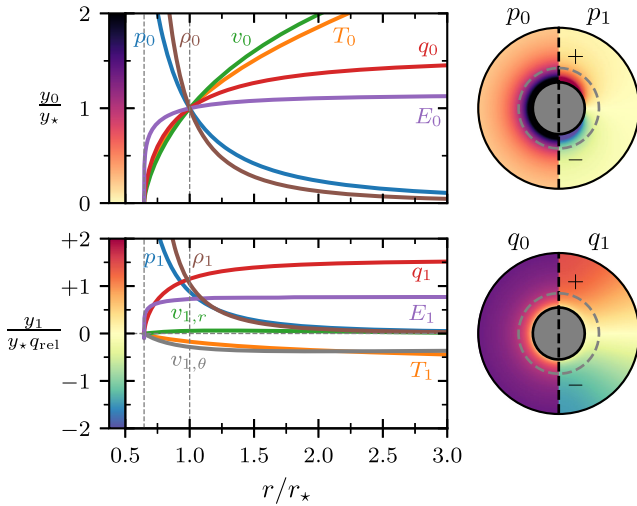 p₀ ρ₀ v₀ T₀ q₀ E₀
y₀/y⋆
2
1
0
p₀ p₁
+
−
p₁ ρ₁ q₁ E₁ v₁,r v₁,θ T₁
y₁/y⋆ q_rel
+2
+1
0
−1
−2
q₀ q₁
+
−
0.5 1.0 1.5 2.0 2.5 3.0
r/r⋆